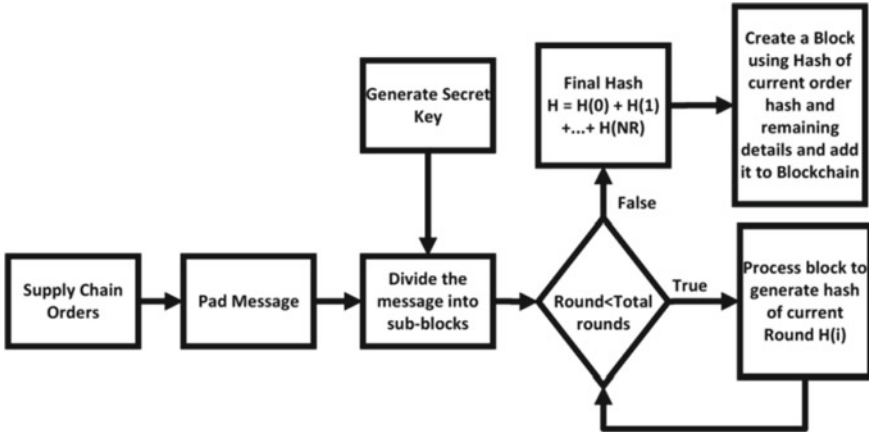 Supply Chain
Orders
Pad Message
Generate Secret
Key
Divide the
message into
sub-blocks
Round<Total
rounds
True
Process block to
generate hash
of current
Round H(i)
False
Final Hash
H = H(0) + H(1)
+...+ H(NR)
Create a Block
using Hash of
current order
hash and
remaining
details and add
it to Blockchain